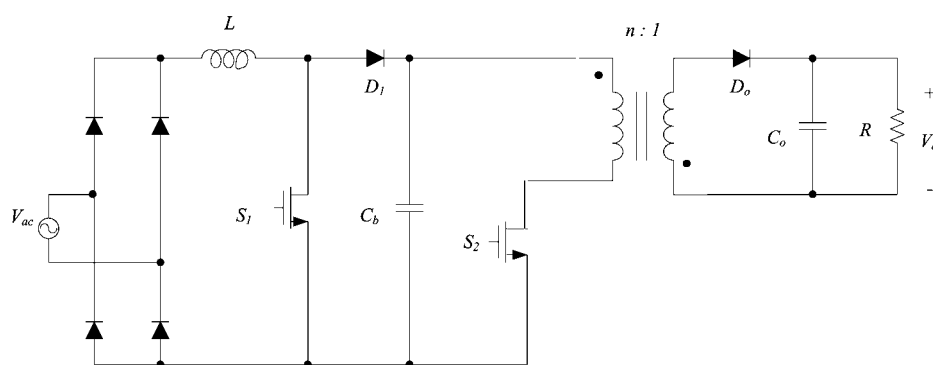 L
n : 1
D1
Do
+
Co
R
Vac
S1
Cb
S2
-